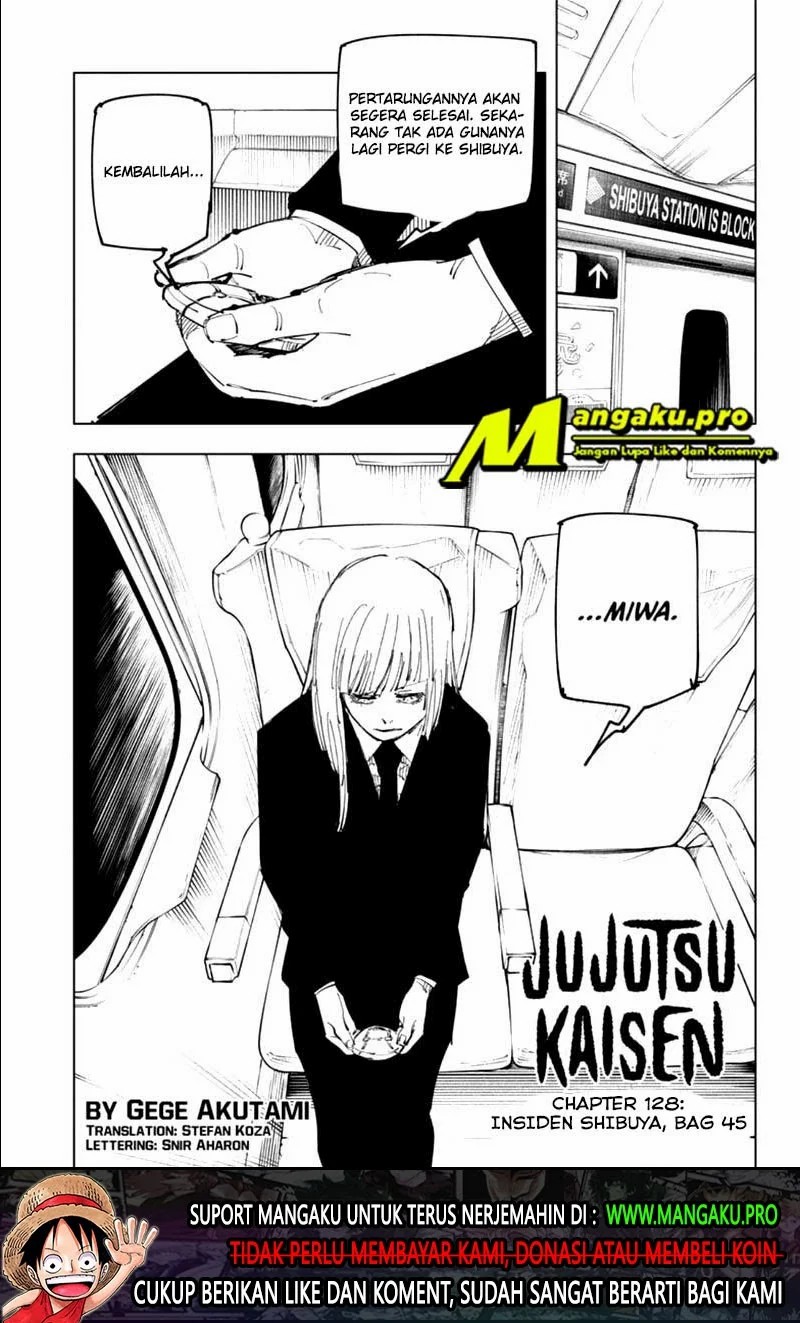 PERTARUNGANNYA AKAN
SEGERA SELESAI. SEKA-
RANG TAK ADA GUNANYA
LAGI PERGI KE SHIBUYA.
KEMBALILAH...
席
SHIBUYA STATION IS BLOCK
Mangaku.pro
Jangan Lupa Like dan Komennya
...MIWA.
JUJUTSU
KAISEN
CHAPTER 128:
INSIDEN SHIBUYA, BAG 45
BY GEGE AKUTAMI
TRANSLATION: STEFAN KOZA
LETTERING: SNIR AHARON
SUPORT MANGAKU UNTUK TERUS NERJEMAHIN DI : WWW.MANGAKU.PRO
TIDAK PERLU MEMBAYAR KAMI, DONASI ATAU MEMBELI KOIN
CUKUP BERIKAN LIKE DAN KOMENT, SUDAH SANGAT BERARTI BAGI KAMI